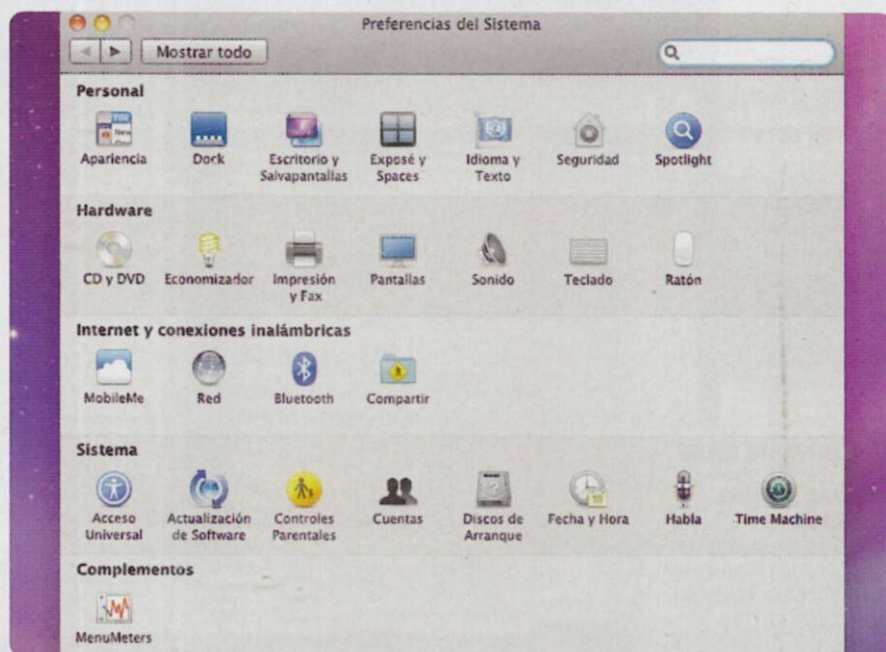 Preferencias del Sistema
Mostrar todo
Personal
Apariencia
Dock
Escritorio y
Salvapantallas
Exposé y
Spaces
Idioma y
Texto
Seguridad
Spotlight
Hardware
CD y DVD
Economizador
Impresión
y Fax
Pantallas
Sonido
Teclado
Ratón
Internet y conexiones inalámbricas
MobileMe
Red
Bluetooth
Compartir
Sistema
Acceso
Universal
Actualización
de Software
Controles
Parentales
Cuentas
Discos de
Arranque
Fecha y Hora
Habla
Time Machine
Complementos
MenuMeters